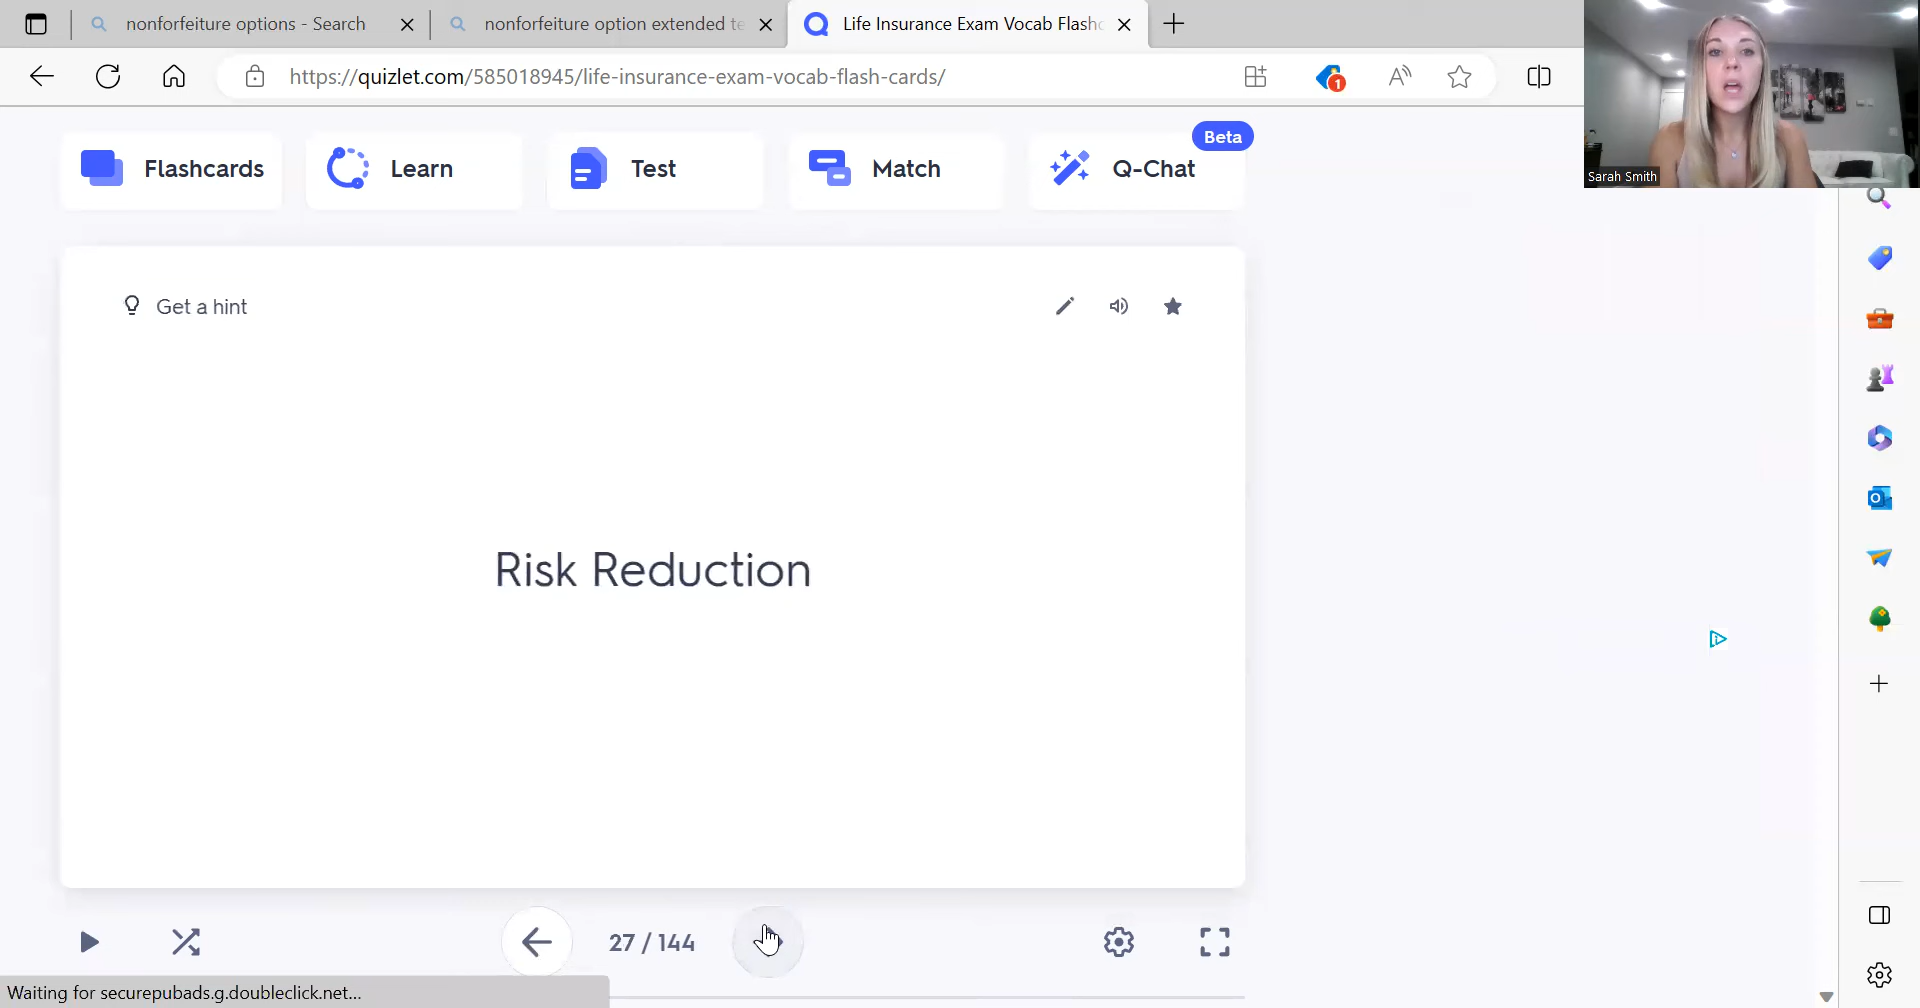 nonforfeiture options - Search
nonforfeiture option extended te
Life Insurance Exam Vocab Flashc
https://quizlet.com/585018945/life-insurance-exam-vocab-flash-cards/
1
Sarah Smith
Flashcards
Learn
Test
Match
Q-Chat
Beta
Get a hint
Risk Reduction
27 / 144
Waiting for securepubads.g.doubleclick.net...